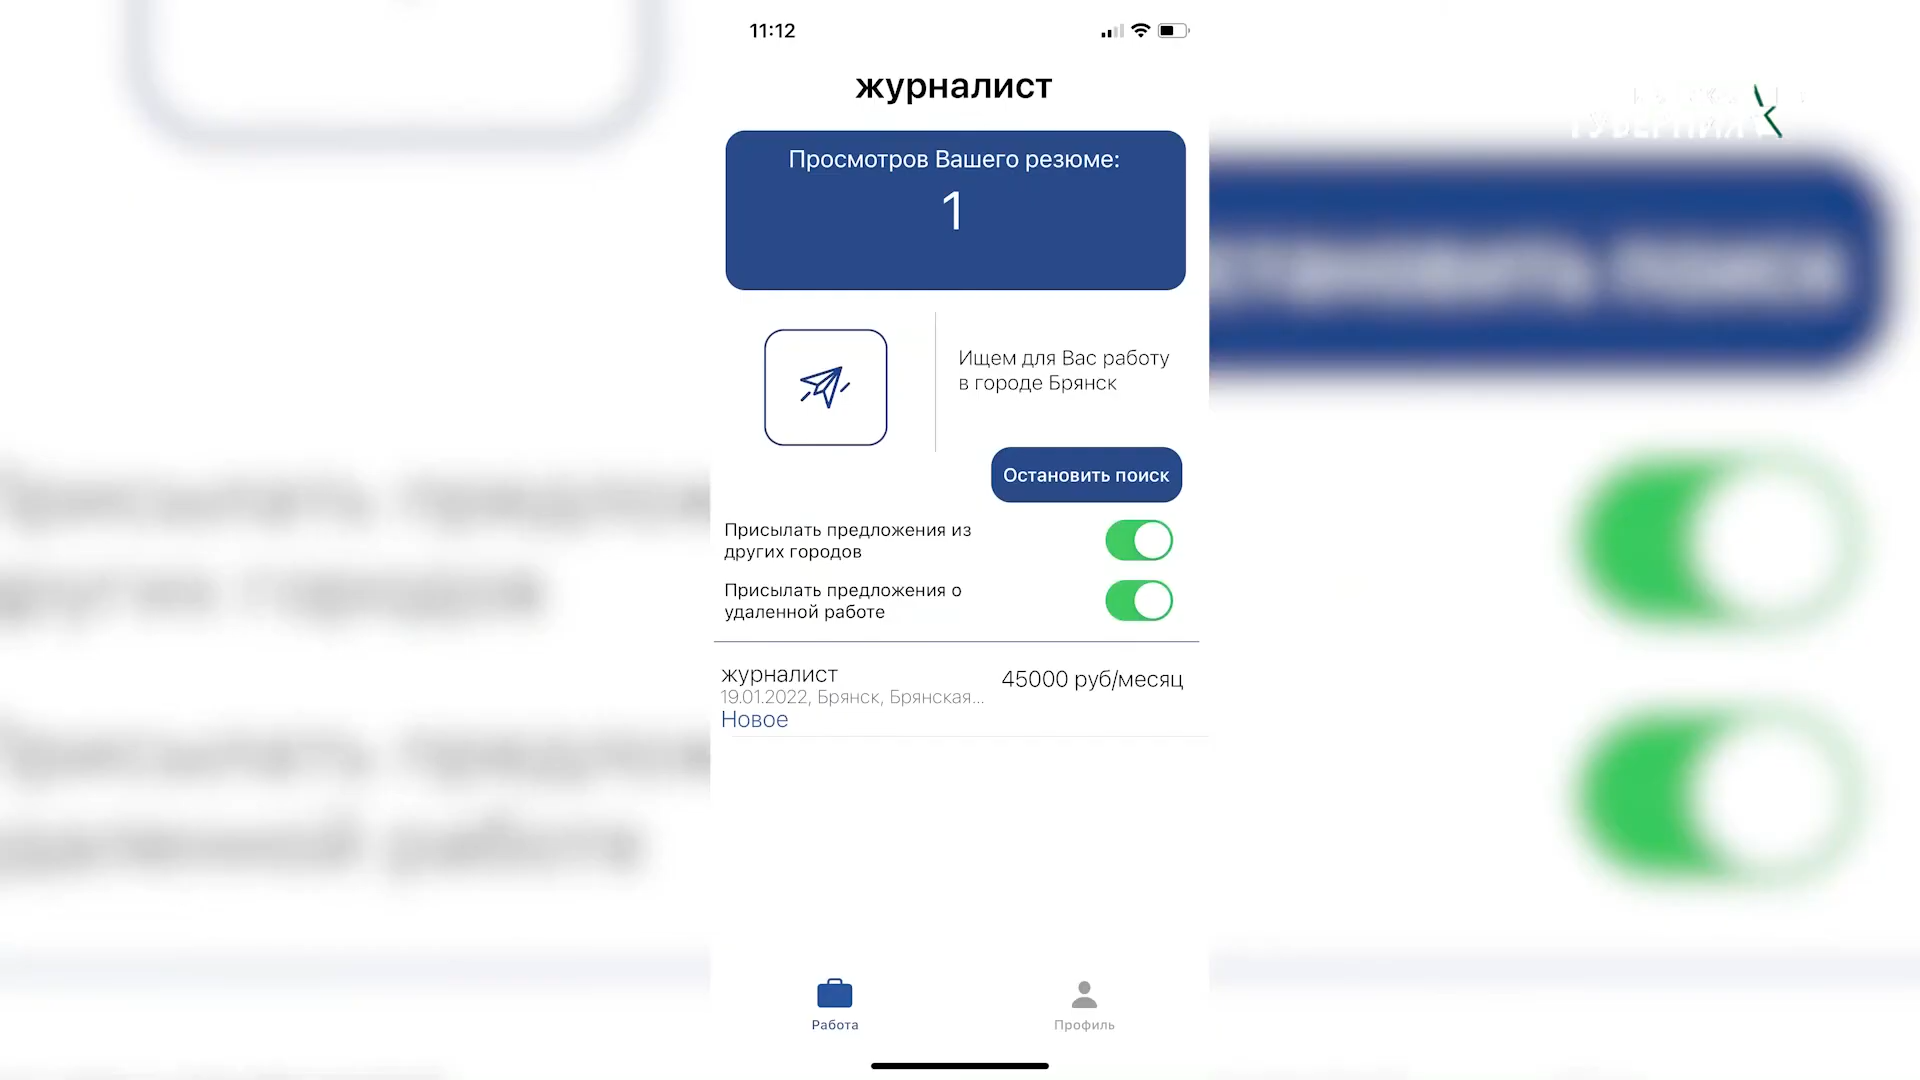 11:12
журналист
ГУБЕРНИЯ
Просмотров Вашего резюме:
1
Ищем для Вас работу
в городе Брянск
Остановить поиск
Присылать предложения из
других городов
Присылать предложения о
удаленной работе
журналист
45000 руб/месяц
19.01.2022, Брянск, Брянская...
Новое
Работа
Профиль